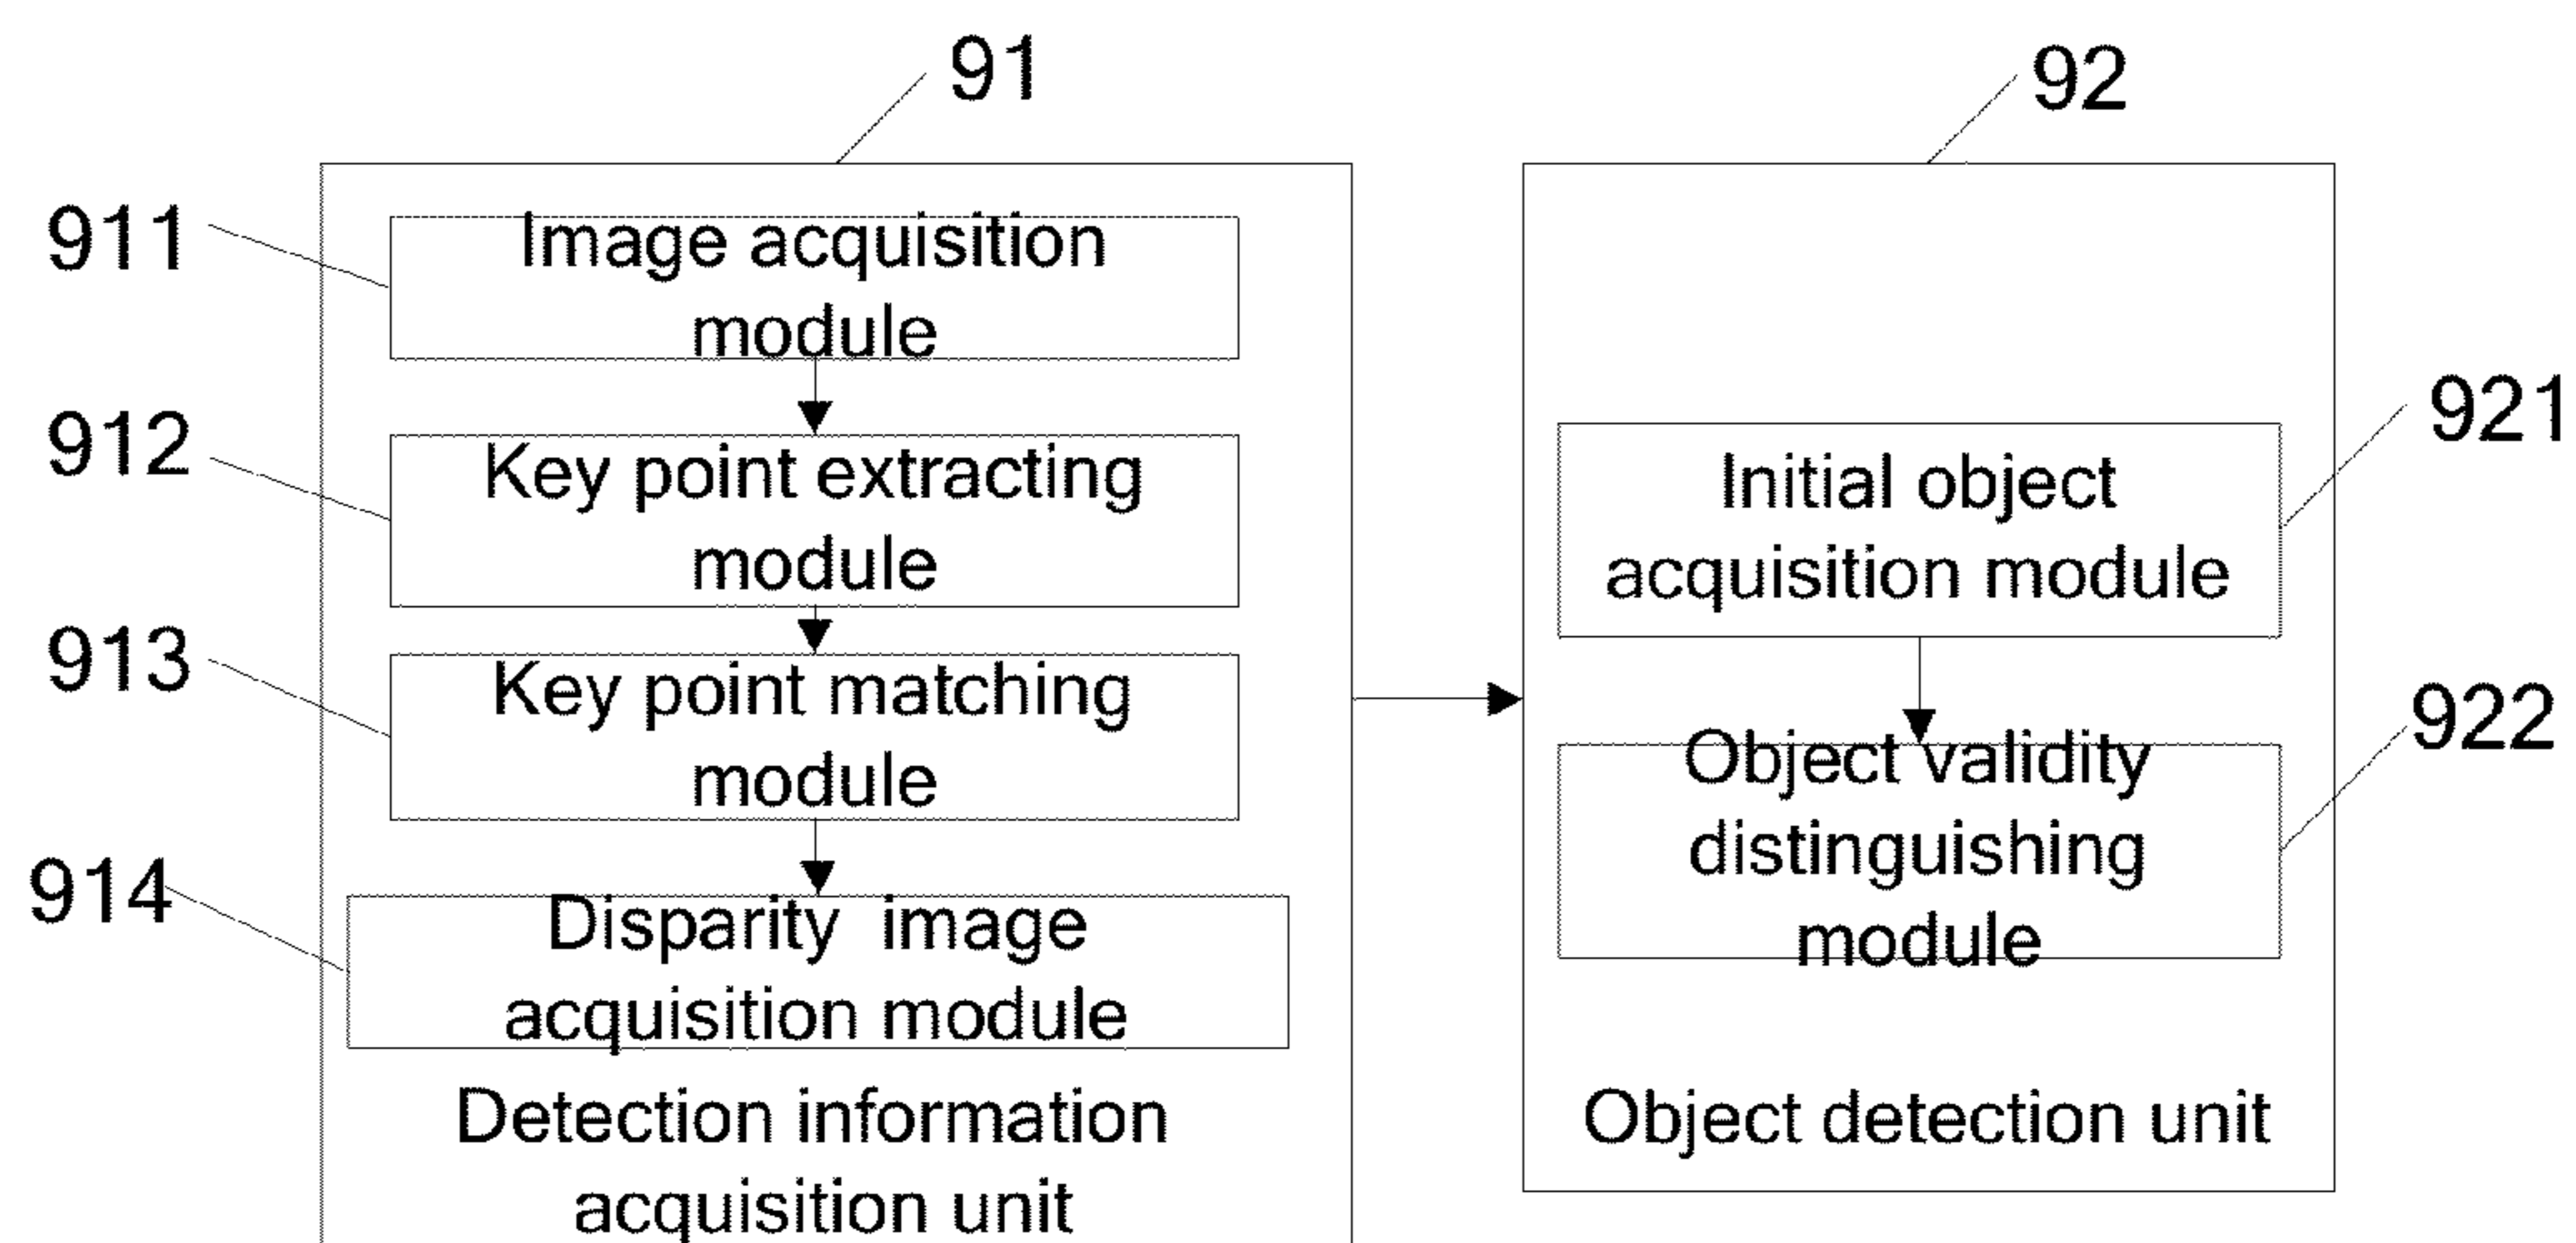 91
92
911
Image acquisition
module
912
Key point extracting
module
913
Key point matching
module
914
Disparity image
acquisition module
Detection information
acquisition unit
921
Initial object
acquisition module
922
Object validity
distinguishing
module
Object detection unit